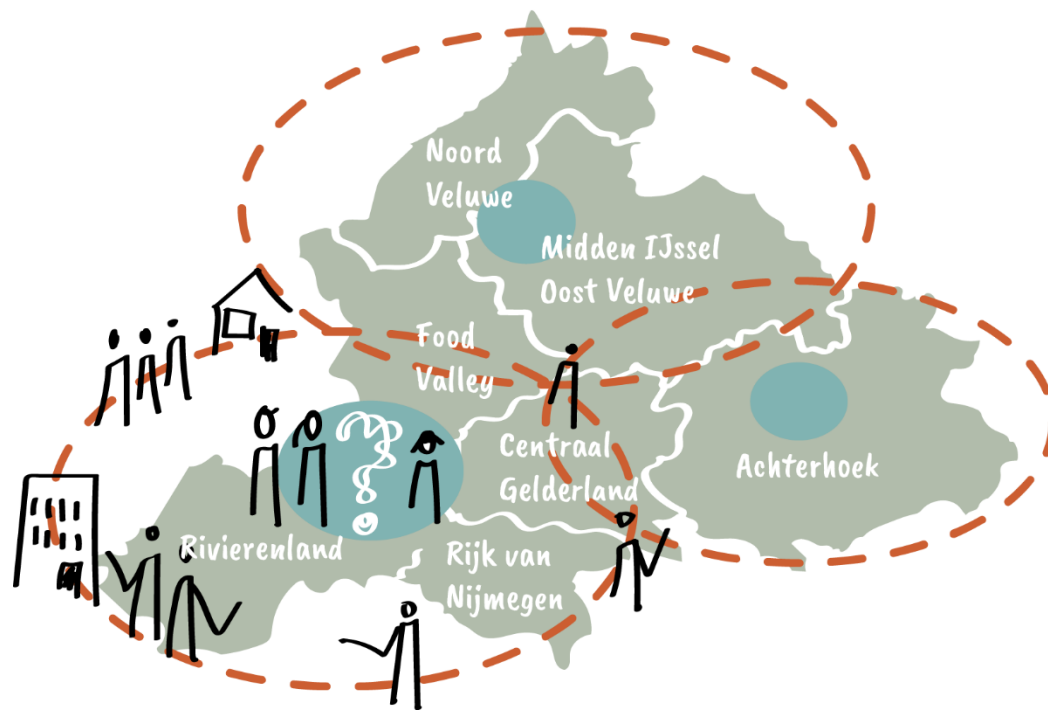 Noord
Veluwe
Midden IJssel
Oost Veluwe
Food
Valley
Centraal
Gelderland
Achterhoek
Rivierenland
Rijk van
Nijmegen